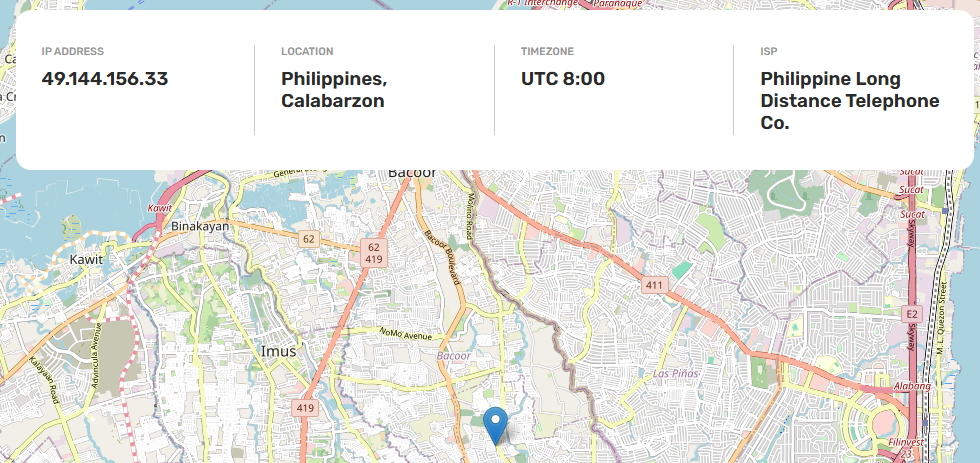 R-1 Interchange
Parañaque
IP ADDRESS
49.144.156.33
LOCATION
Philippines,
Calabarzon
TIMEZONE
UTC 8:00
ISP
Philippine Long
Distance Telephone
Co.
Bacoor
Sucat
Sucat
Sucat
Kawit
Binakayan
Molino Road
Skyway
62
62
419
Kawit
Bacoor Boulevard
411
E2
M. L. Quezon Street
Skyway
NoMo Avenue
Advincula Avenue
Imus
Bacoor
Kalayaan Road
Las Piñas
Alabang
419
Filinvest
23